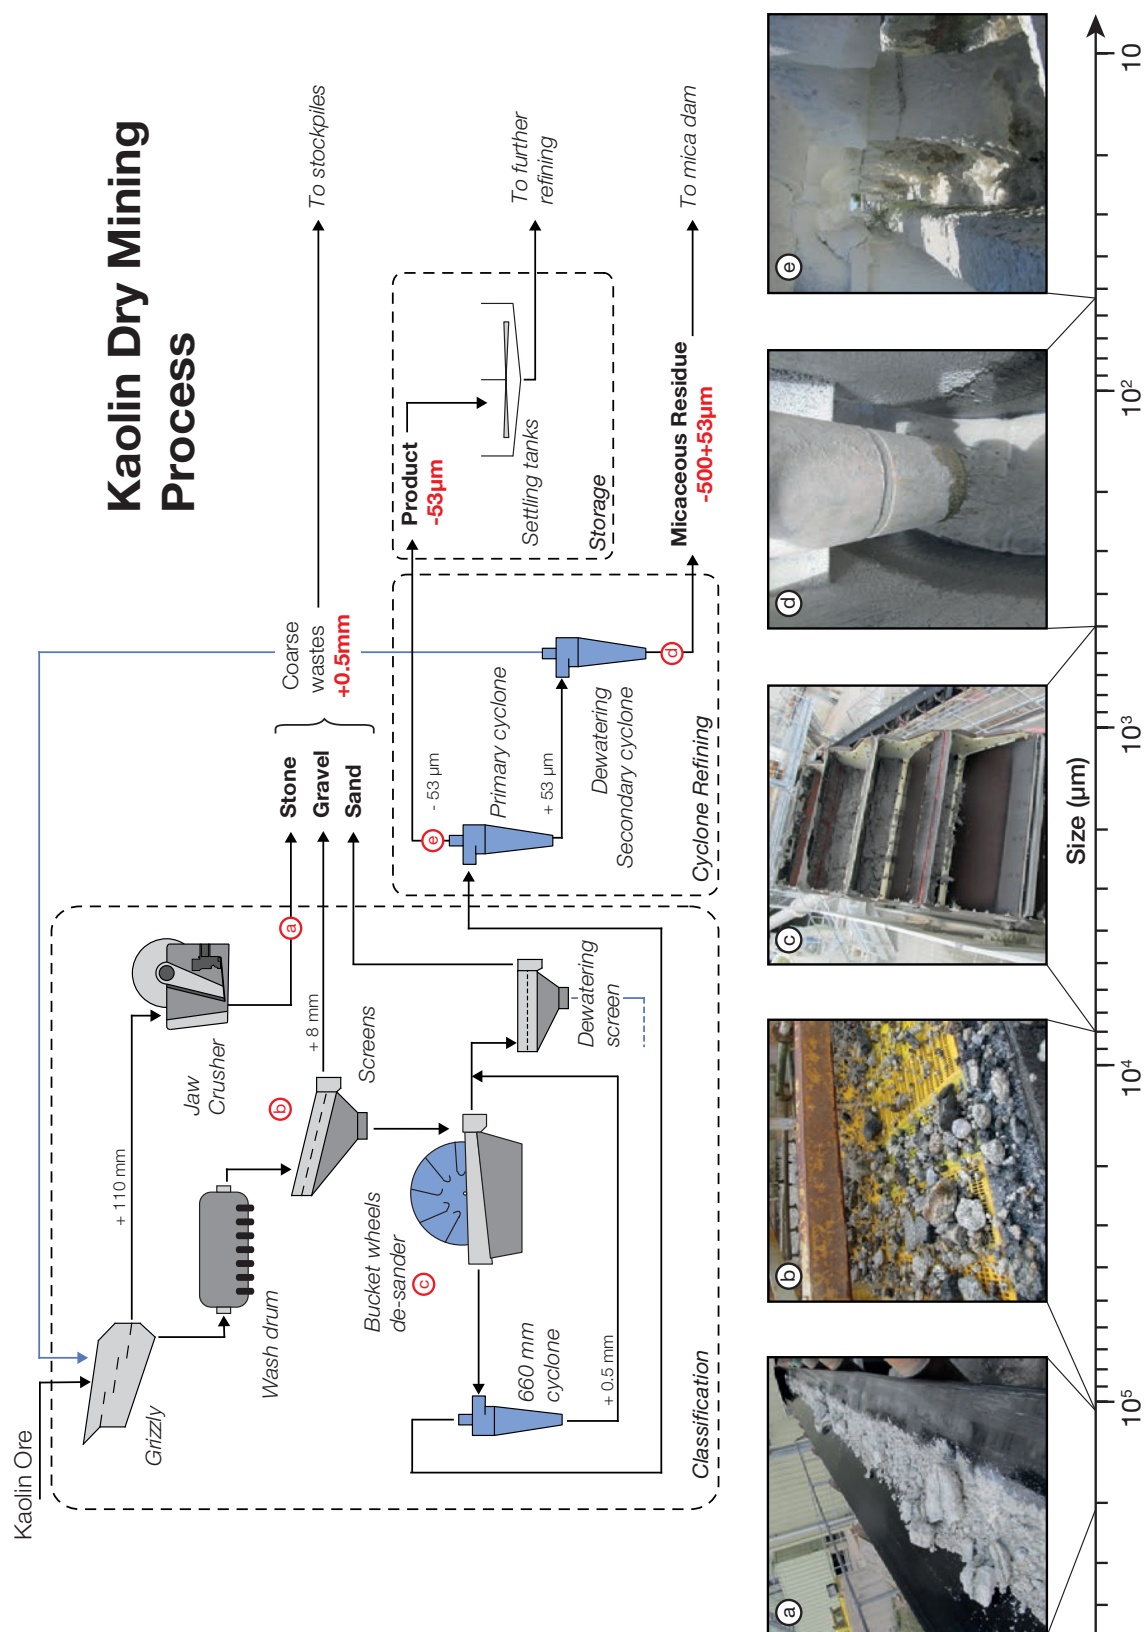 Kaolin Dry Mining
Process
Kaolin Ore
Grizzly
+ 110 mm
Jaw
Crusher
a
Wash drum
b
Screens
+ 8 mm
Bucket wheels
de-sander
c
660 mm
cyclone
+ 0.5 mm
Dewatering
screen
Classification
Stone
Gravel
Sand
Coarse
wastes
+0.5mm
To stockpiles
e
- 53 µm
Primary cyclone
+ 53 µm
Dewatering
Secondary cyclone
d
Cyclone Refining
Product
-53µm
Settling tanks
Storage
To further
refining
Micaceous Residue
-500+53µm
To mica dam
a
b
c
d
e
Size (µm)
10⁵
10⁴
10³
10²
10